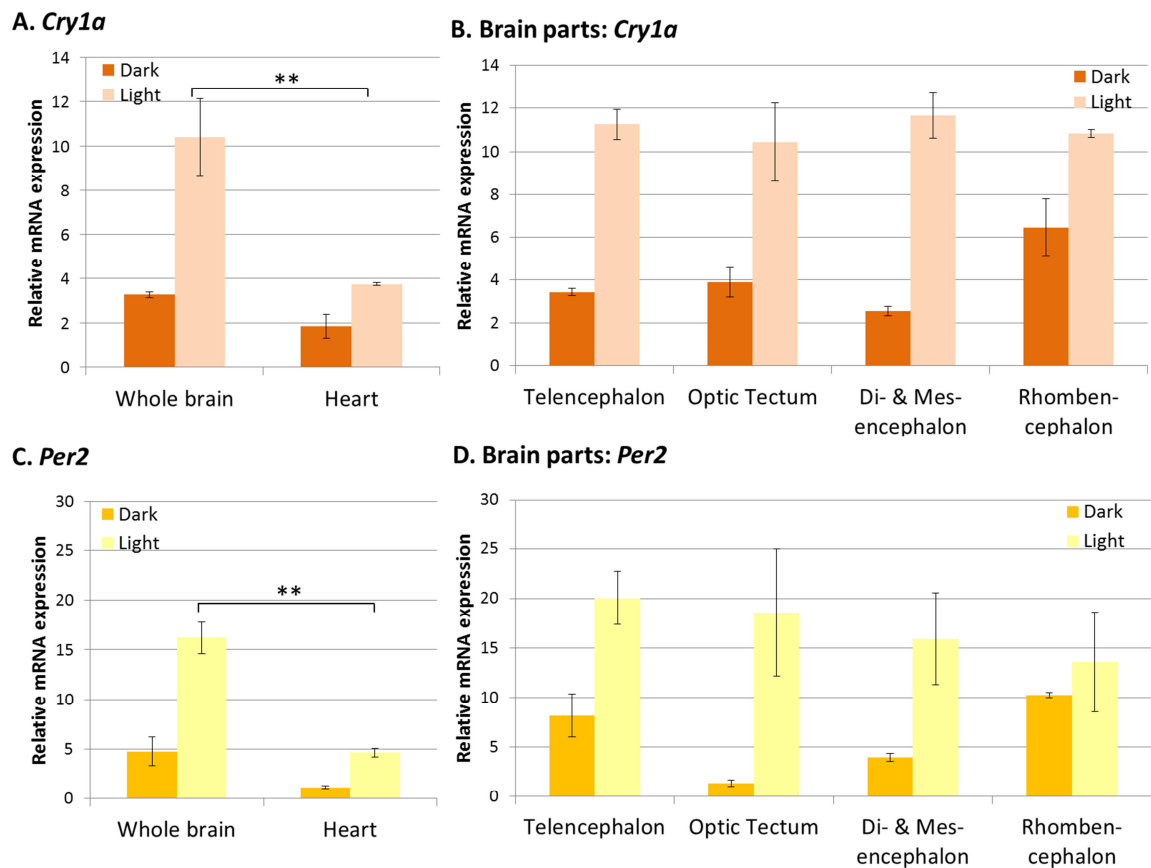 A. Cry1a
Relative mRNA expression
14
12
10
8
6
4
2
0
Dark
Light
**
Whole brain
Heart
B. Brain parts: Cry1a
Relative mRNA expression
14
12
10
8
6
4
2
0
Dark
Light
Telencephalon
Optic Tectum
Di- & Mes-
encephalon
Rhomben-
cephalon
C. Per2
Relative mRNA expression
30
25
20
15
10
5
0
Dark
Light
**
Whole brain
Heart
D. Brain parts: Per2
Relative mRNA expression
30
25
20
15
10
5
0
Dark
Light
Telencephalon
Optic Tectum
Di- & Mes-
encephalon
Rhomben-
cephalon